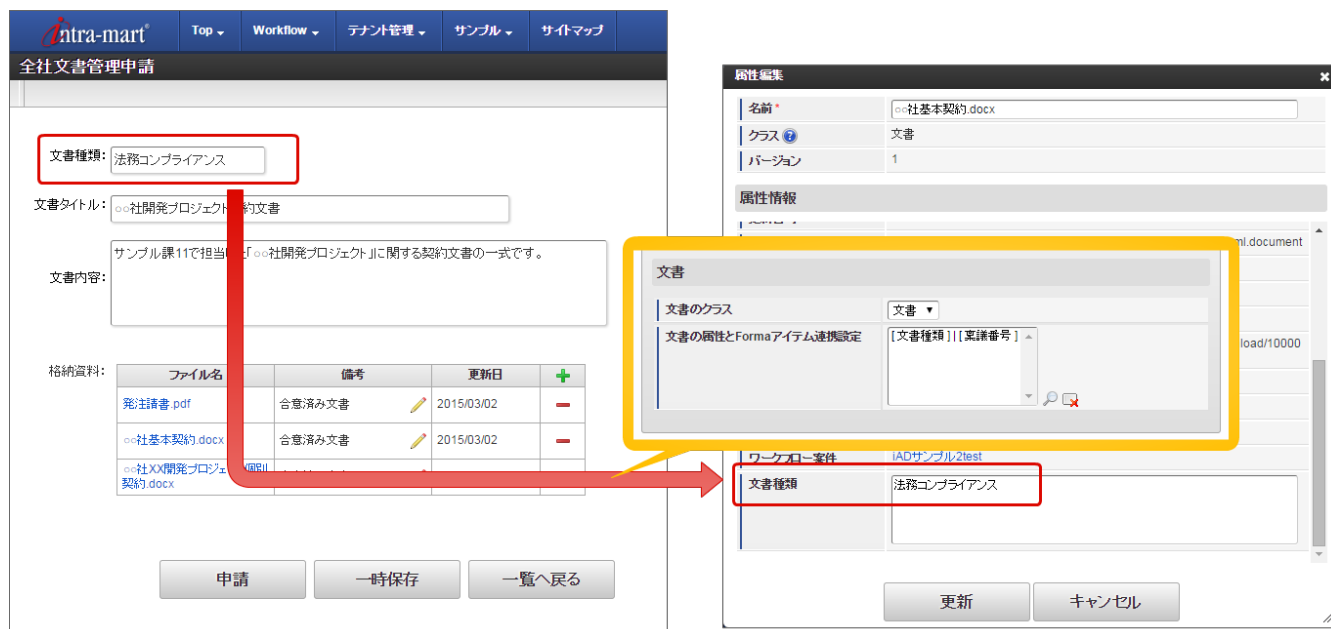 intra-mart®
Top
Workflow
テナント管理
サンプル
サイトマップ
全社文書管理申請
文書種類:
法務コンプライアンス
文書タイトル:
○○社開発プロジェクト 約文書
文書内容:
サンプル課11で担当 「○○社開発プロジェクト」に関する契約文書の一式です。
格納資料:
ファイル名 備考 更新日
発注請書.pdf 合意済み文書 2015/03/02
○○社基本契約.docx 合意済み文書 2015/03/02
○○社XX開発プロジェ 個別
契約.docx
申請 一時保存 一覧へ戻る
属性編集
名前 *
○○社基本契約.docx
クラス
文書
バージョン
1
属性情報
ml.document
load/10000
文書
文書のクラス
文書
文書の属性とFormaアイテム連携設定
[文書種類]|[稟議番号]
ワークフロー案件
iADサンプル2test
文書種類
法務コンプライアンス
更新 キャンセル